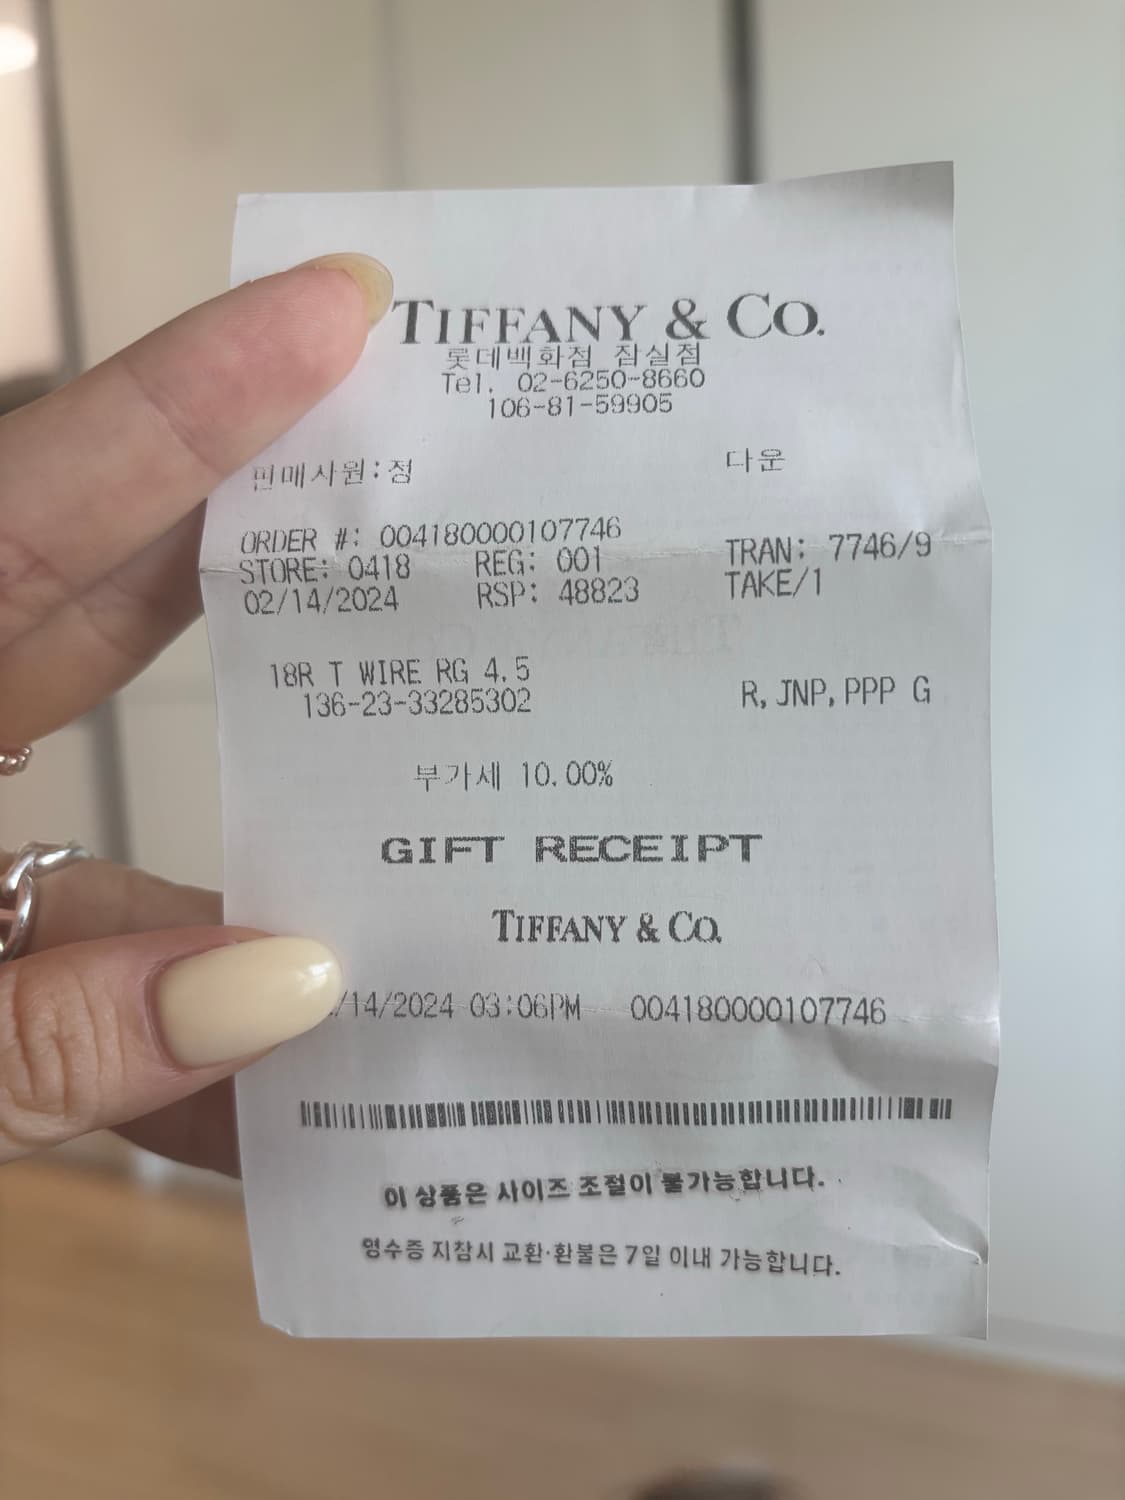 TIFFANY & CO.
롯데백화점 잠실점
Tel. 02-6250-8660
106-81-59905
판매사원:정 다운
ORDER #: 004180000107746
STORE: 0418 REG: 001 TRAN: 7746/9
02/14/2024 RSP: 48823 TAKE/1
18R T WIRE RG 4.5
136-23-33285302 R,JNP,PPP G
부가세 10.00%
GIFT RECEIPT
TIFFANY & CO.
/14/2024 03:06PM 004180000107746
이 상품은 사이즈 조절이 불가능합니다.
영수증 지참시 교환·환불은 7일 이내 가능합니다.